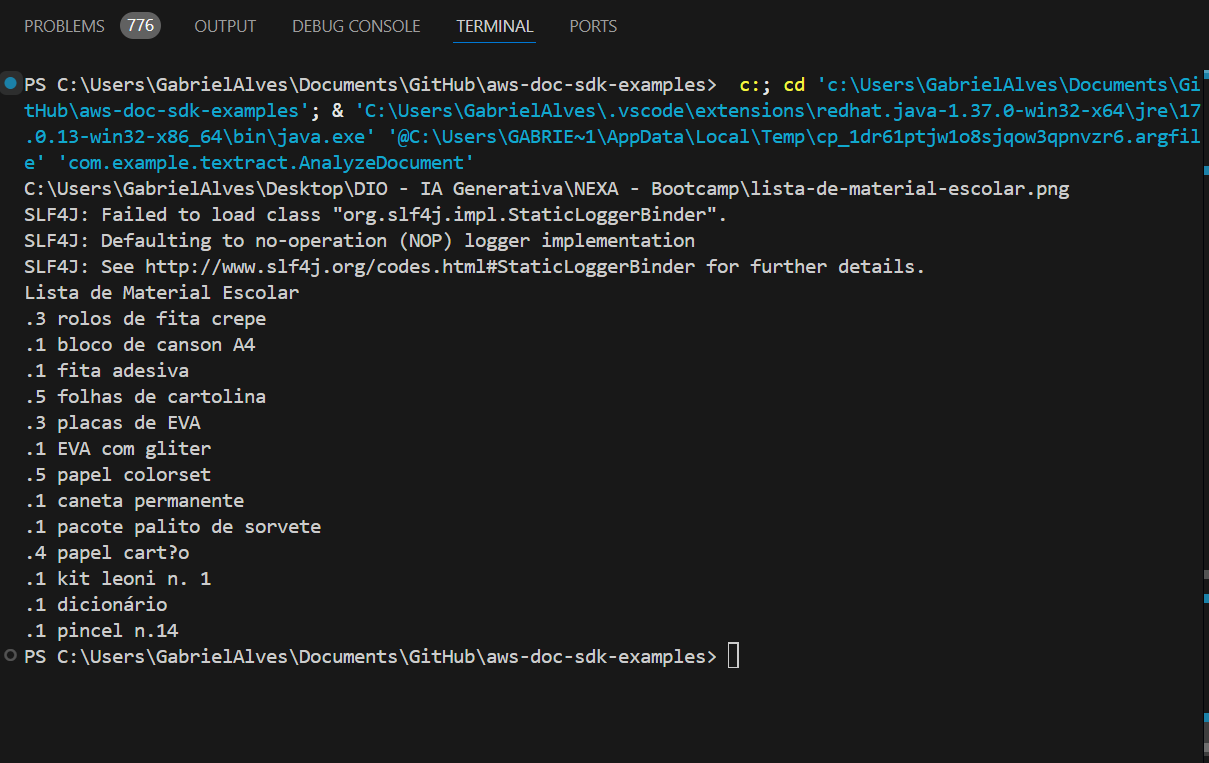 PROBLEMS 776 OUTPUT DEBUG CONSOLE TERMINAL PORTS
PS C:\Users\GabrielAlves\Documents\GitHub\aws-doc-sdk-examples>  c:; cd 'c:\Users\GabrielAlves\Documents\Gi
tHub\aws-doc-sdk-examples'; & 'C:\Users\GabrielAlves\.vscode\extensions\redhat.java-1.37.0-win32-x64\jre\17
.0.13-win32-x86_64\bin\java.exe' '@C:\Users\GABRIE~1\AppData\Local\Temp\cp_1dr61ptjw1o8sjqow3qpnvzr6.argfil
e' 'com.example.textract.AnalyzeDocument'
C:\Users\GabrielAlves\Desktop\DIO - IA Generativa\NEXA - Bootcamp\lista-de-material-escolar.png
SLF4J: Failed to load class "org.slf4j.impl.StaticLoggerBinder".
SLF4J: Defaulting to no-operation (NOP) logger implementation
SLF4J: See http://www.slf4j.org/codes.html#StaticLoggerBinder for further details.
Lista de Material Escolar
.3 rolos de fita crepe
.1 bloco de canson A4
.1 fita adesiva
.5 folhas de cartolina
.3 placas de EVA
.1 EVA com gliter
.5 papel colorset
.1 caneta permanente
.1 pacote palito de sorvete
.4 papel cart?o
.1 kit leoni n. 1
.1 dicionário
.1 pincel n.14
PS C:\Users\GabrielAlves\Documents\GitHub\aws-doc-sdk-examples>